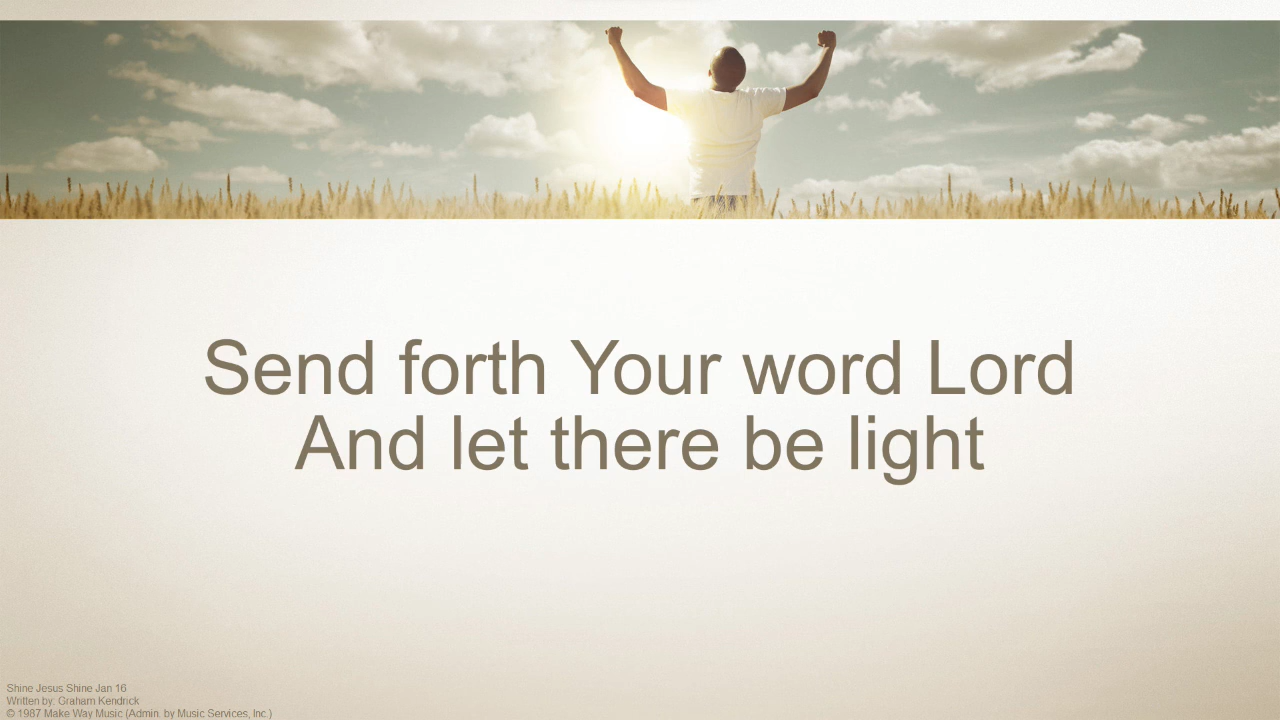 Send forth Your word Lord
And let there be light
Shine Jesus Shine Jan 16
Written by: Graham Kendrick
© 1987 Make Way Music (Admin. by Music Services, Inc.)